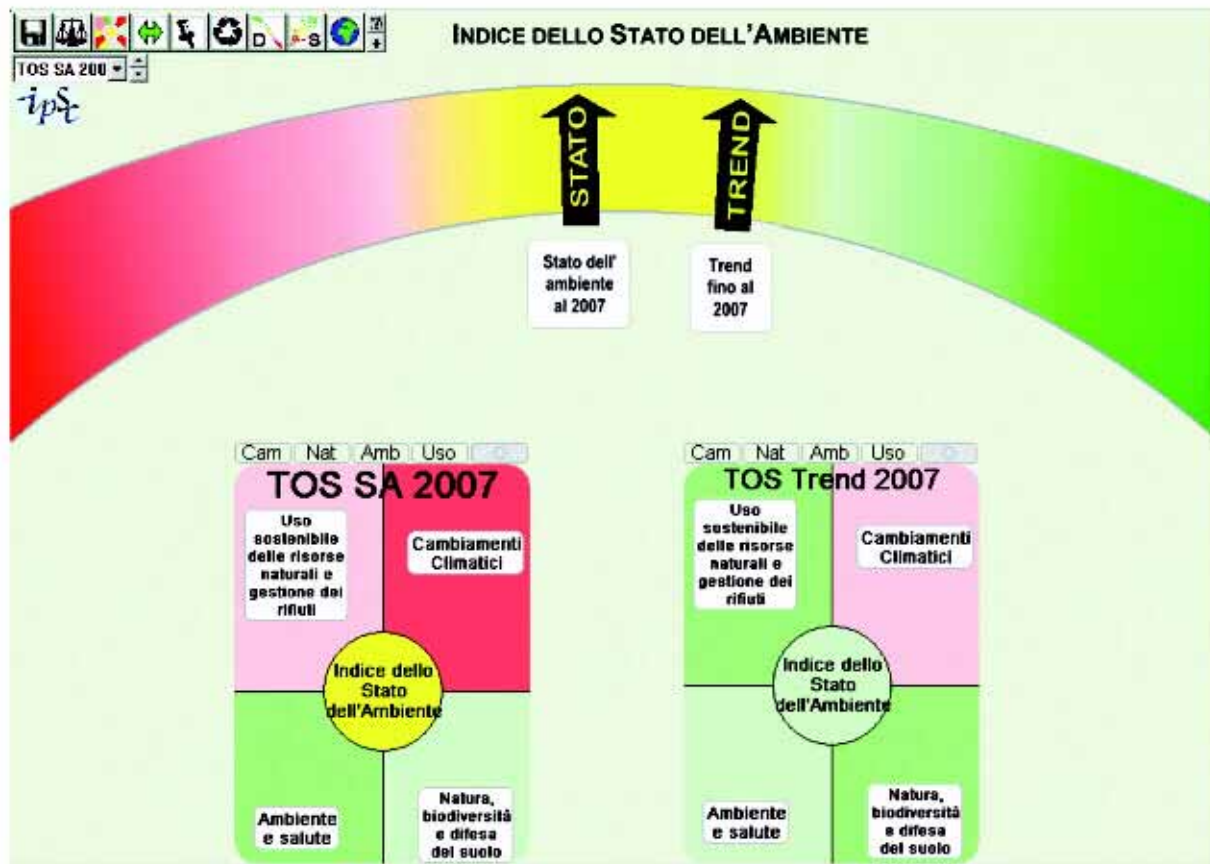 INDICE DELLO STATO DELL'AMBIENTE
D
S
TOS SA 200
ipsc
STATO
TREND
Stato dell'
ambiente
al 2007
Trend
fino al
2007
Cam Nat Amb Uso
TOS SA 2007
Uso
sostenibile
delle risorse
naturali e
gestione dei
rifiuti
Cambiamenti
Climatici
Indice dello
Stato
dell'Ambiente
Ambiente
e salute
Natura,
biodiversità
e difesa
del suolo
Cam Nat Amb Uso
TOS Trend 2007
Uso
sostenibile
delle risorse
naturali e
gestione dei
rifiuti
Cambiamenti
Climatici
Indice dello
Stato
dell'Ambiente
Ambiente
e salute
Natura,
biodiversità
e difesa
del suolo